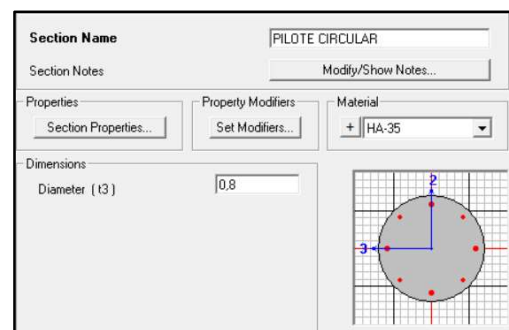 Section Name PILOTE CIRCULAR
Section Notes Modify/Show Notes...
Properties Property Modifiers Material
Section Properties... Set Modifiers... + HA-35
Dimensions
Diameter ( t3 ) 0,8
2
3